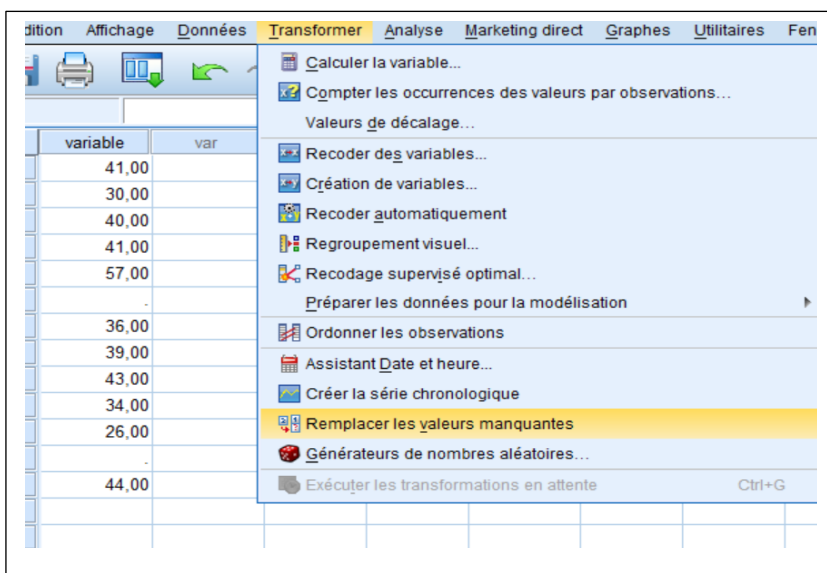 dition Affichage Données Transformer Analyse Marketing direct Graphes Utilitaires Fen
Calculer la variable...
Compter les occurrences des valeurs par observations...
Valeurs de décalage...
variable var
Recoder des variables...
41,00
Création de variables...
30,00
Recoder automatiquement
40,00
Regroupement visuel...
41,00
Recodage supervisé optimal...
57,00
Préparer les données pour la modélisation
.
Ordonner les observations
36,00
Assistant Date et heure...
39,00
Créer la série chronologique
43,00
Remplacer les valeurs manquantes
34,00
26,00
Générateurs de nombres aléatoires...
.
Exécuter les transformations en attente Ctrl+G
44,00